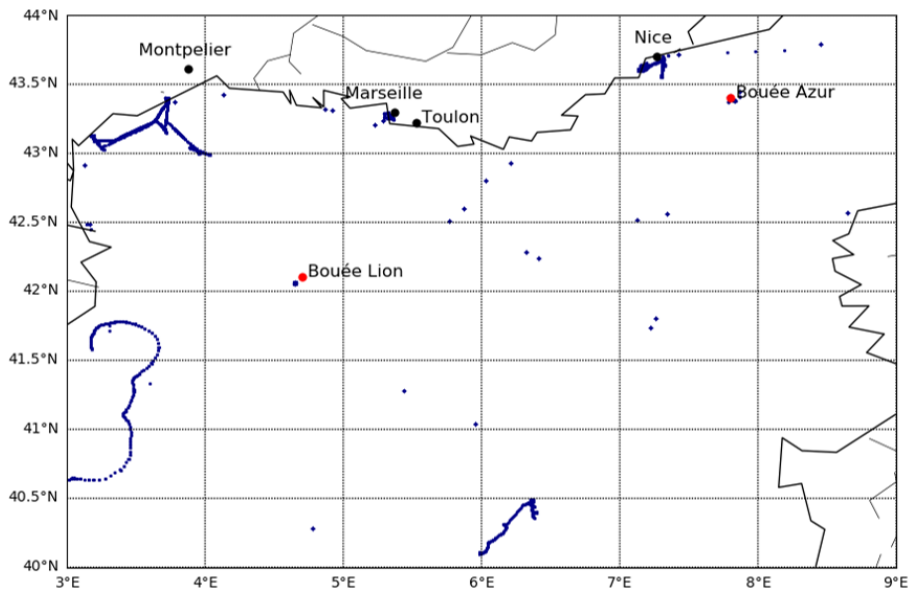 44°N
Nice
Montpelier
43.5°N
Bouée Azur
Marseille
Toulon
43°N
42.5°N
Bouée Lion
42°N
41.5°N
41°N
40.5°N
40°N
3°E 4°E 5°E 6°E 7°E 8°E 9°E